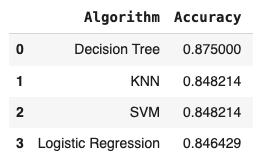 Algorithm Accuracy
0 Decision Tree 0.875000
1 KNN 0.848214
2 SVM 0.848214
3 Logistic Regression 0.846429